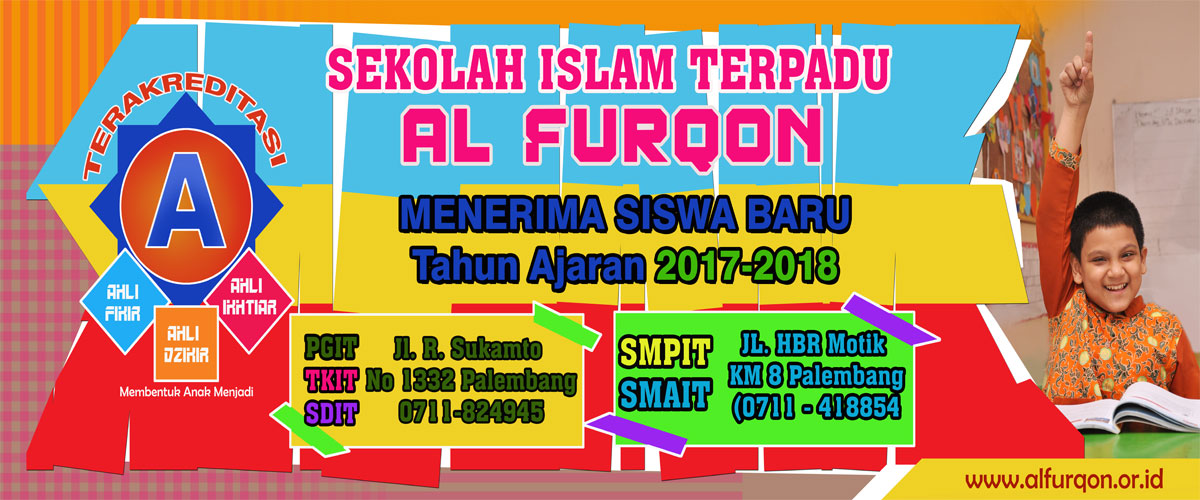 TERAKREDITASI
A
AHLI FIKIR
AHLI IKHTIAR
AHLI DZIKIR
Membentuk Anak Menjadi
SEKOLAH ISLAM TERPADU
AL FURQON
MENERIMA SISWA BARU
Tahun Ajaran 2017-2018
PGIT
TKIT
SDIT
Jl. R. Sukamto
No 1332 Palembang
0711-824945
SMPIT
SMAIT
JL. HBR Motik
KM 8 Palembang
(0711 - 418854
www.alfurqon.or.id